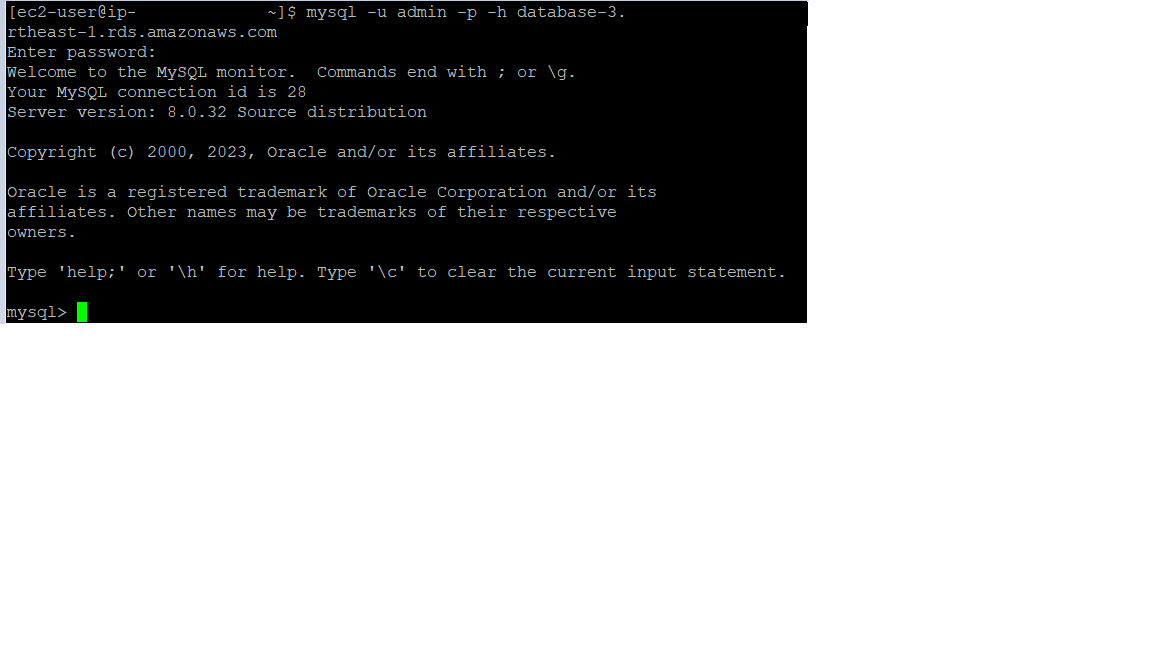 [ec2-user@ip- ~]$ mysql -u admin -p -h database-3.
rtheast-1.rds.amazonaws.com
Enter password:
Welcome to the MySQL monitor.  Commands end with ; or \g.
Your MySQL connection id is 28
Server version: 8.0.32 Source distribution
Copyright (c) 2000, 2023, Oracle and/or its affiliates.
Oracle is a registered trademark of Oracle Corporation and/or its
affiliates. Other names may be trademarks of their respective
owners.
Type 'help;' or '\h' for help. Type '\c' to clear the current input statement.
mysql>